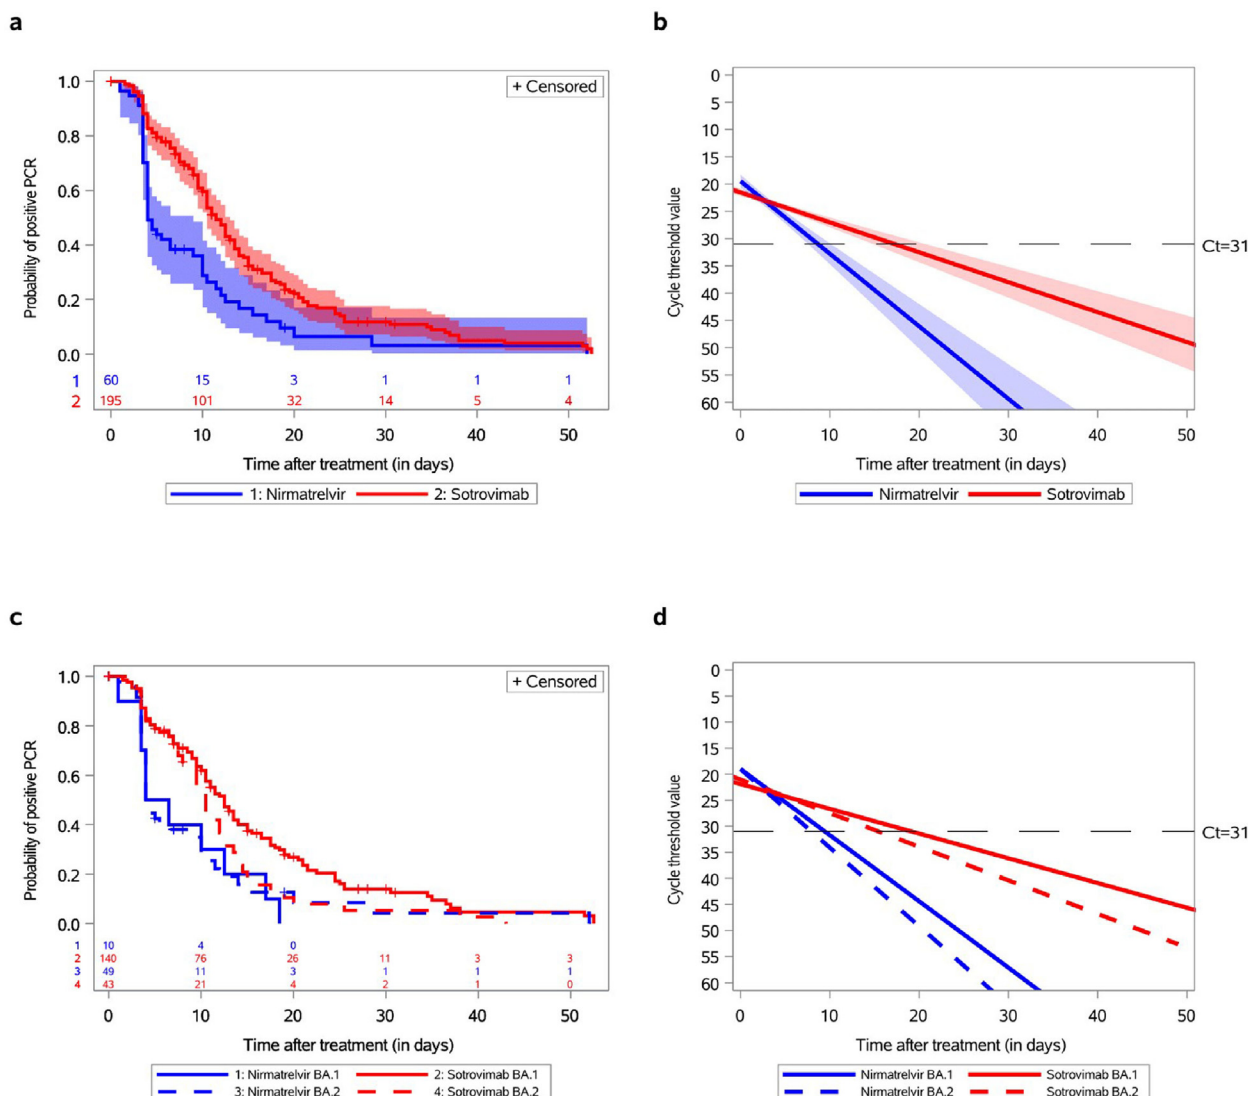 a
+ Censored
Probability of positive PCR
1.0
0.8
0.6
0.4
0.2
0.0
1 60 15 3 1 1 1
2 195 101 32 14 5 4
0 10 20 30 40 50
Time after treatment (in days)
1: Nirmatrelvir 2: Sotrovimab
b
Cycle threshold value
0
5
10
15
20
25
30
35
40
45
50
55
60
Ct=31
0 10 20 30 40 50
Time after treatment (in days)
Nirmatrelvir Sotrovimab
c
+ Censored
Probability of positive PCR
1.0
0.8
0.6
0.4
0.2
0.0
1 10 4 0
2 140 76 26 11 3 3
3 49 11 3 1 1 1
4 43 21 4 2 1 0
0 10 20 30 40 50
Time after treatment (in days)
1: Nirmatrelvir BA.1 2: Sotrovimab BA.1
3: Nirmatrelvir BA.2 4: Sotrovimab BA.2
d
Cycle threshold value
0
5
10
15
20
25
30
35
40
45
50
55
60
Ct=31
0 10 20 30 40 50
Time after treatment (in days)
Nirmatrelvir BA.1 Sotrovimab BA.1
Nirmatrelvir BA.2 Sotrovimab BA.2